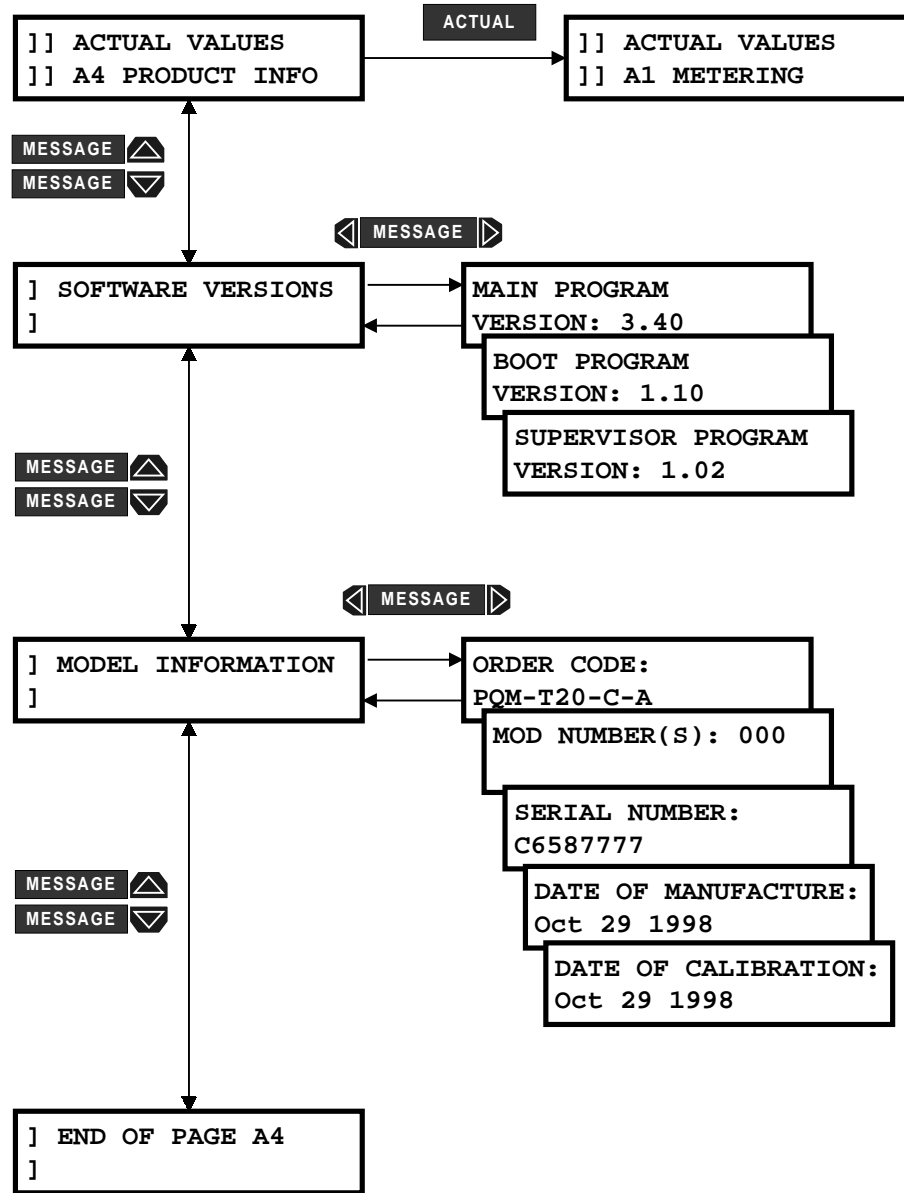 ACTUAL
]] ACTUAL VALUES
]] A4 PRODUCT INFO
]] ACTUAL VALUES
]] A1 METERING
MESSAGE
MESSAGE
MESSAGE
] SOFTWARE VERSIONS
]
MAIN PROGRAM
VERSION: 3.40
BOOT PROGRAM
VERSION: 1.10
SUPERVISOR PROGRAM
VERSION: 1.02
MESSAGE
MESSAGE
MESSAGE
] MODEL INFORMATION
]
ORDER CODE:
PQM-T20-C-A
MOD NUMBER(S): 000
SERIAL NUMBER:
C6587777
DATE OF MANUFACTURE:
Oct 29 1998
DATE OF CALIBRATION:
Oct 29 1998
MESSAGE
MESSAGE
] END OF PAGE A4
]